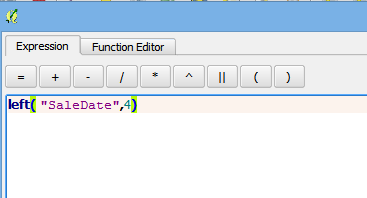 Expression Function Editor
= + - / * ^ || ( )
left( "SaleDate",4)